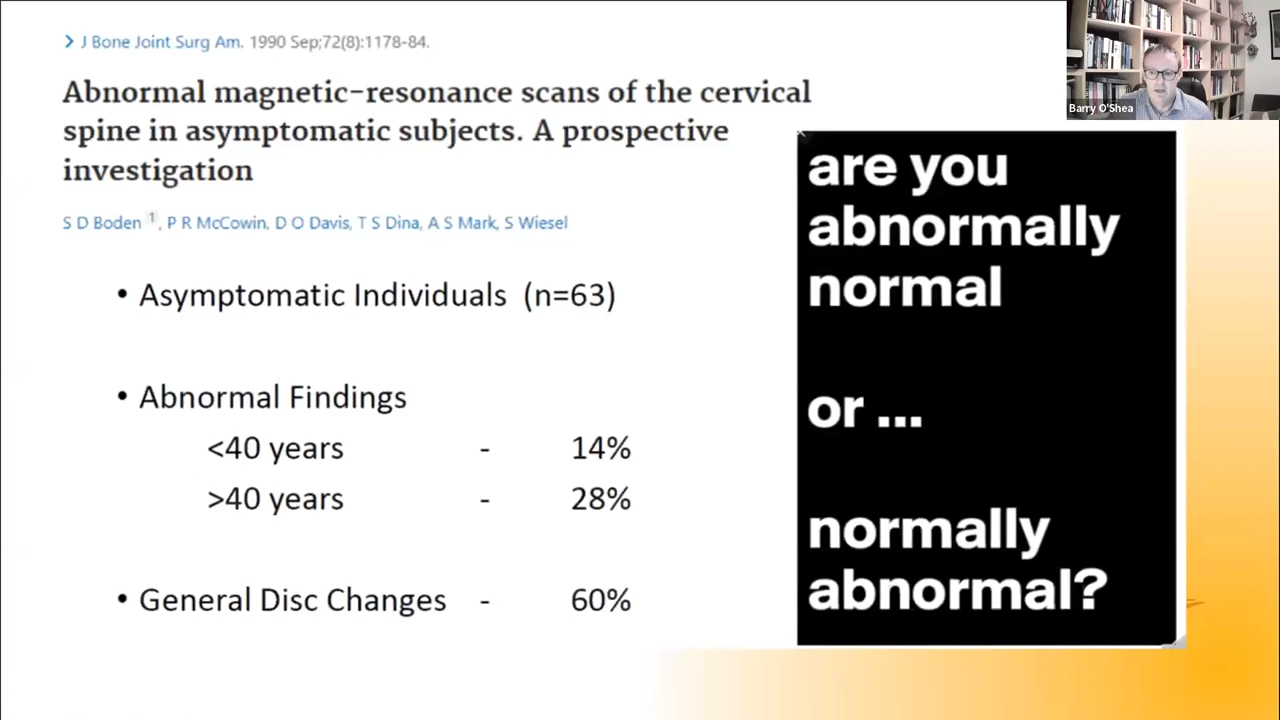 J Bone Joint Surg Am. 1990 Sep;72(8):1178-84.
Abnormal magnetic-resonance scans of the cervical
spine in asymptomatic subjects. A prospective
investigation
S D Boden 1, P R McCowin, D O Davis, T S Dina, A S Mark, S Wiesel
• Asymptomatic Individuals (n=63)
• Abnormal Findings
<40 years - 14%
>40 years - 28%
• General Disc Changes - 60%
are you
abnormally
normal
or ...
normally
abnormal?
Barry O'Shea